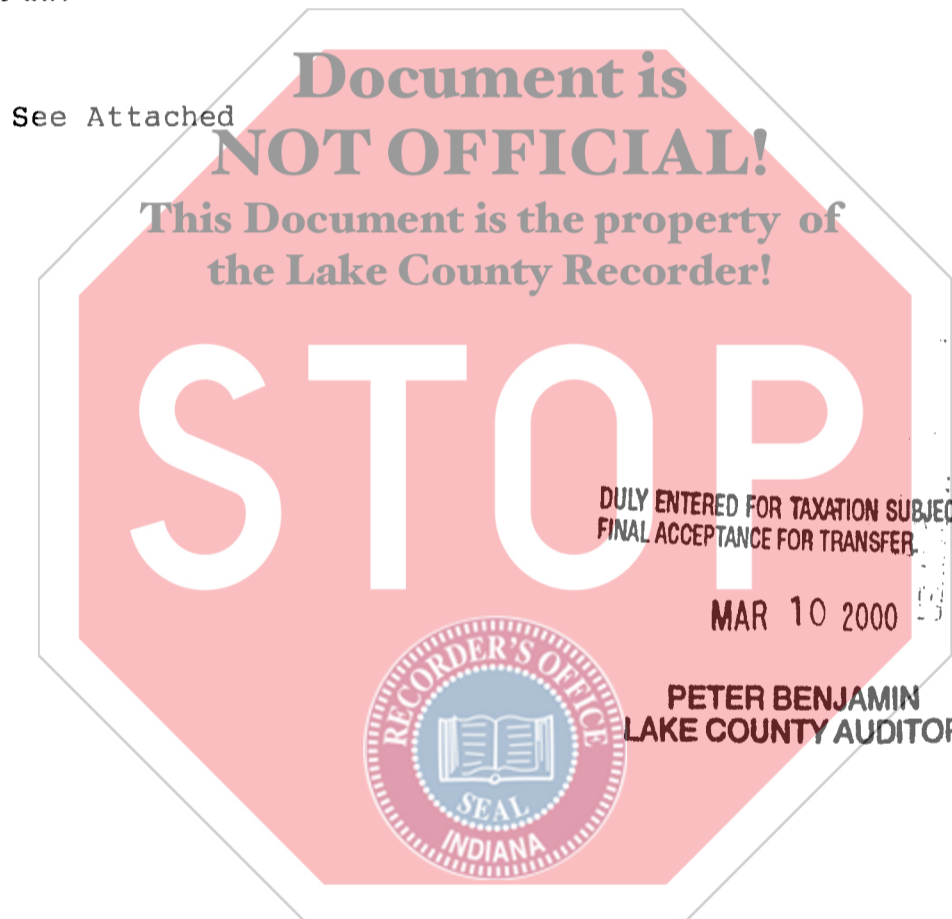 Document is
See Attached
NOT OFFICIAL!
This Document is the property of
the Lake County Recorder!
STOP
DULY ENTERED FOR TAXATION SUBJEC
FINAL ACCEPTANCE FOR TRANSFER.
MAR 10 2000
PETER BENJAMIN
LAKE COUNTY AUDITOR
RECORDER'S OFFICE
SEAL
INDIANA